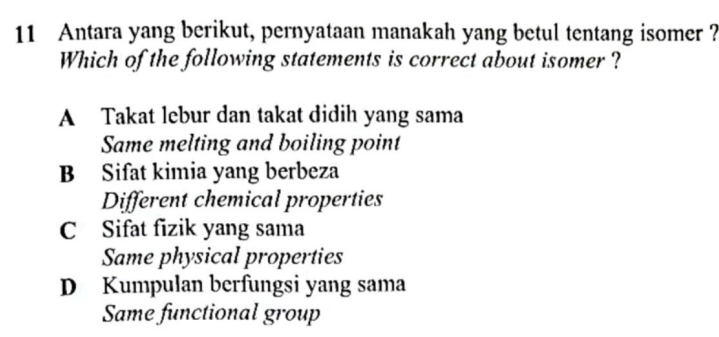 11 Antara yang berikut, pernyataan manakah yang betul tentang isomer ?
Which of the following statements is correct about isomer ?
A Takat lebur dan takat didih yang sama
Same melting and boiling point
B Sifat kimia yang berbeza
Different chemical properties
C Sifat fizik yang sama
Same physical properties
D Kumpulan berfungsi yang sama
Same functional group